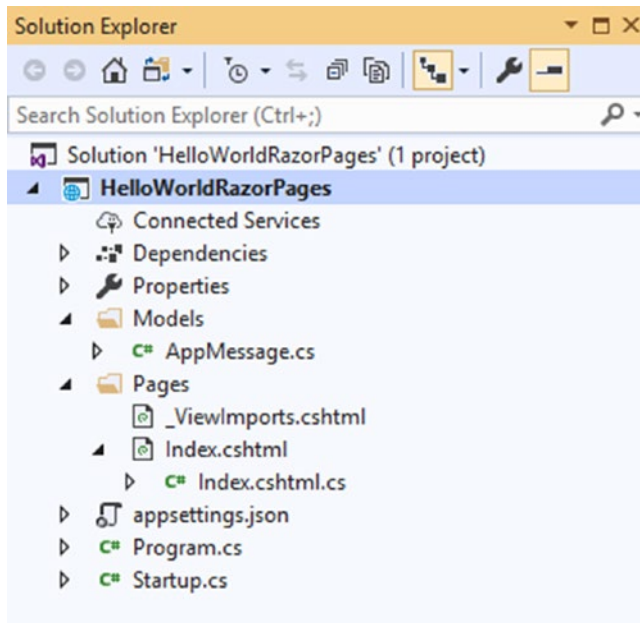 Solution Explorer
Search Solution Explorer (Ctrl+;)
Solution 'HelloWorldRazorPages' (1 project)
HelloWorldRazorPages
Connected Services
Dependencies
Properties
Models
C# AppMessage.cs
Pages
_ViewImports.cshtml
Index.cshtml
C# Index.cshtml.cs
appsettings.json
C# Program.cs
C# Startup.cs